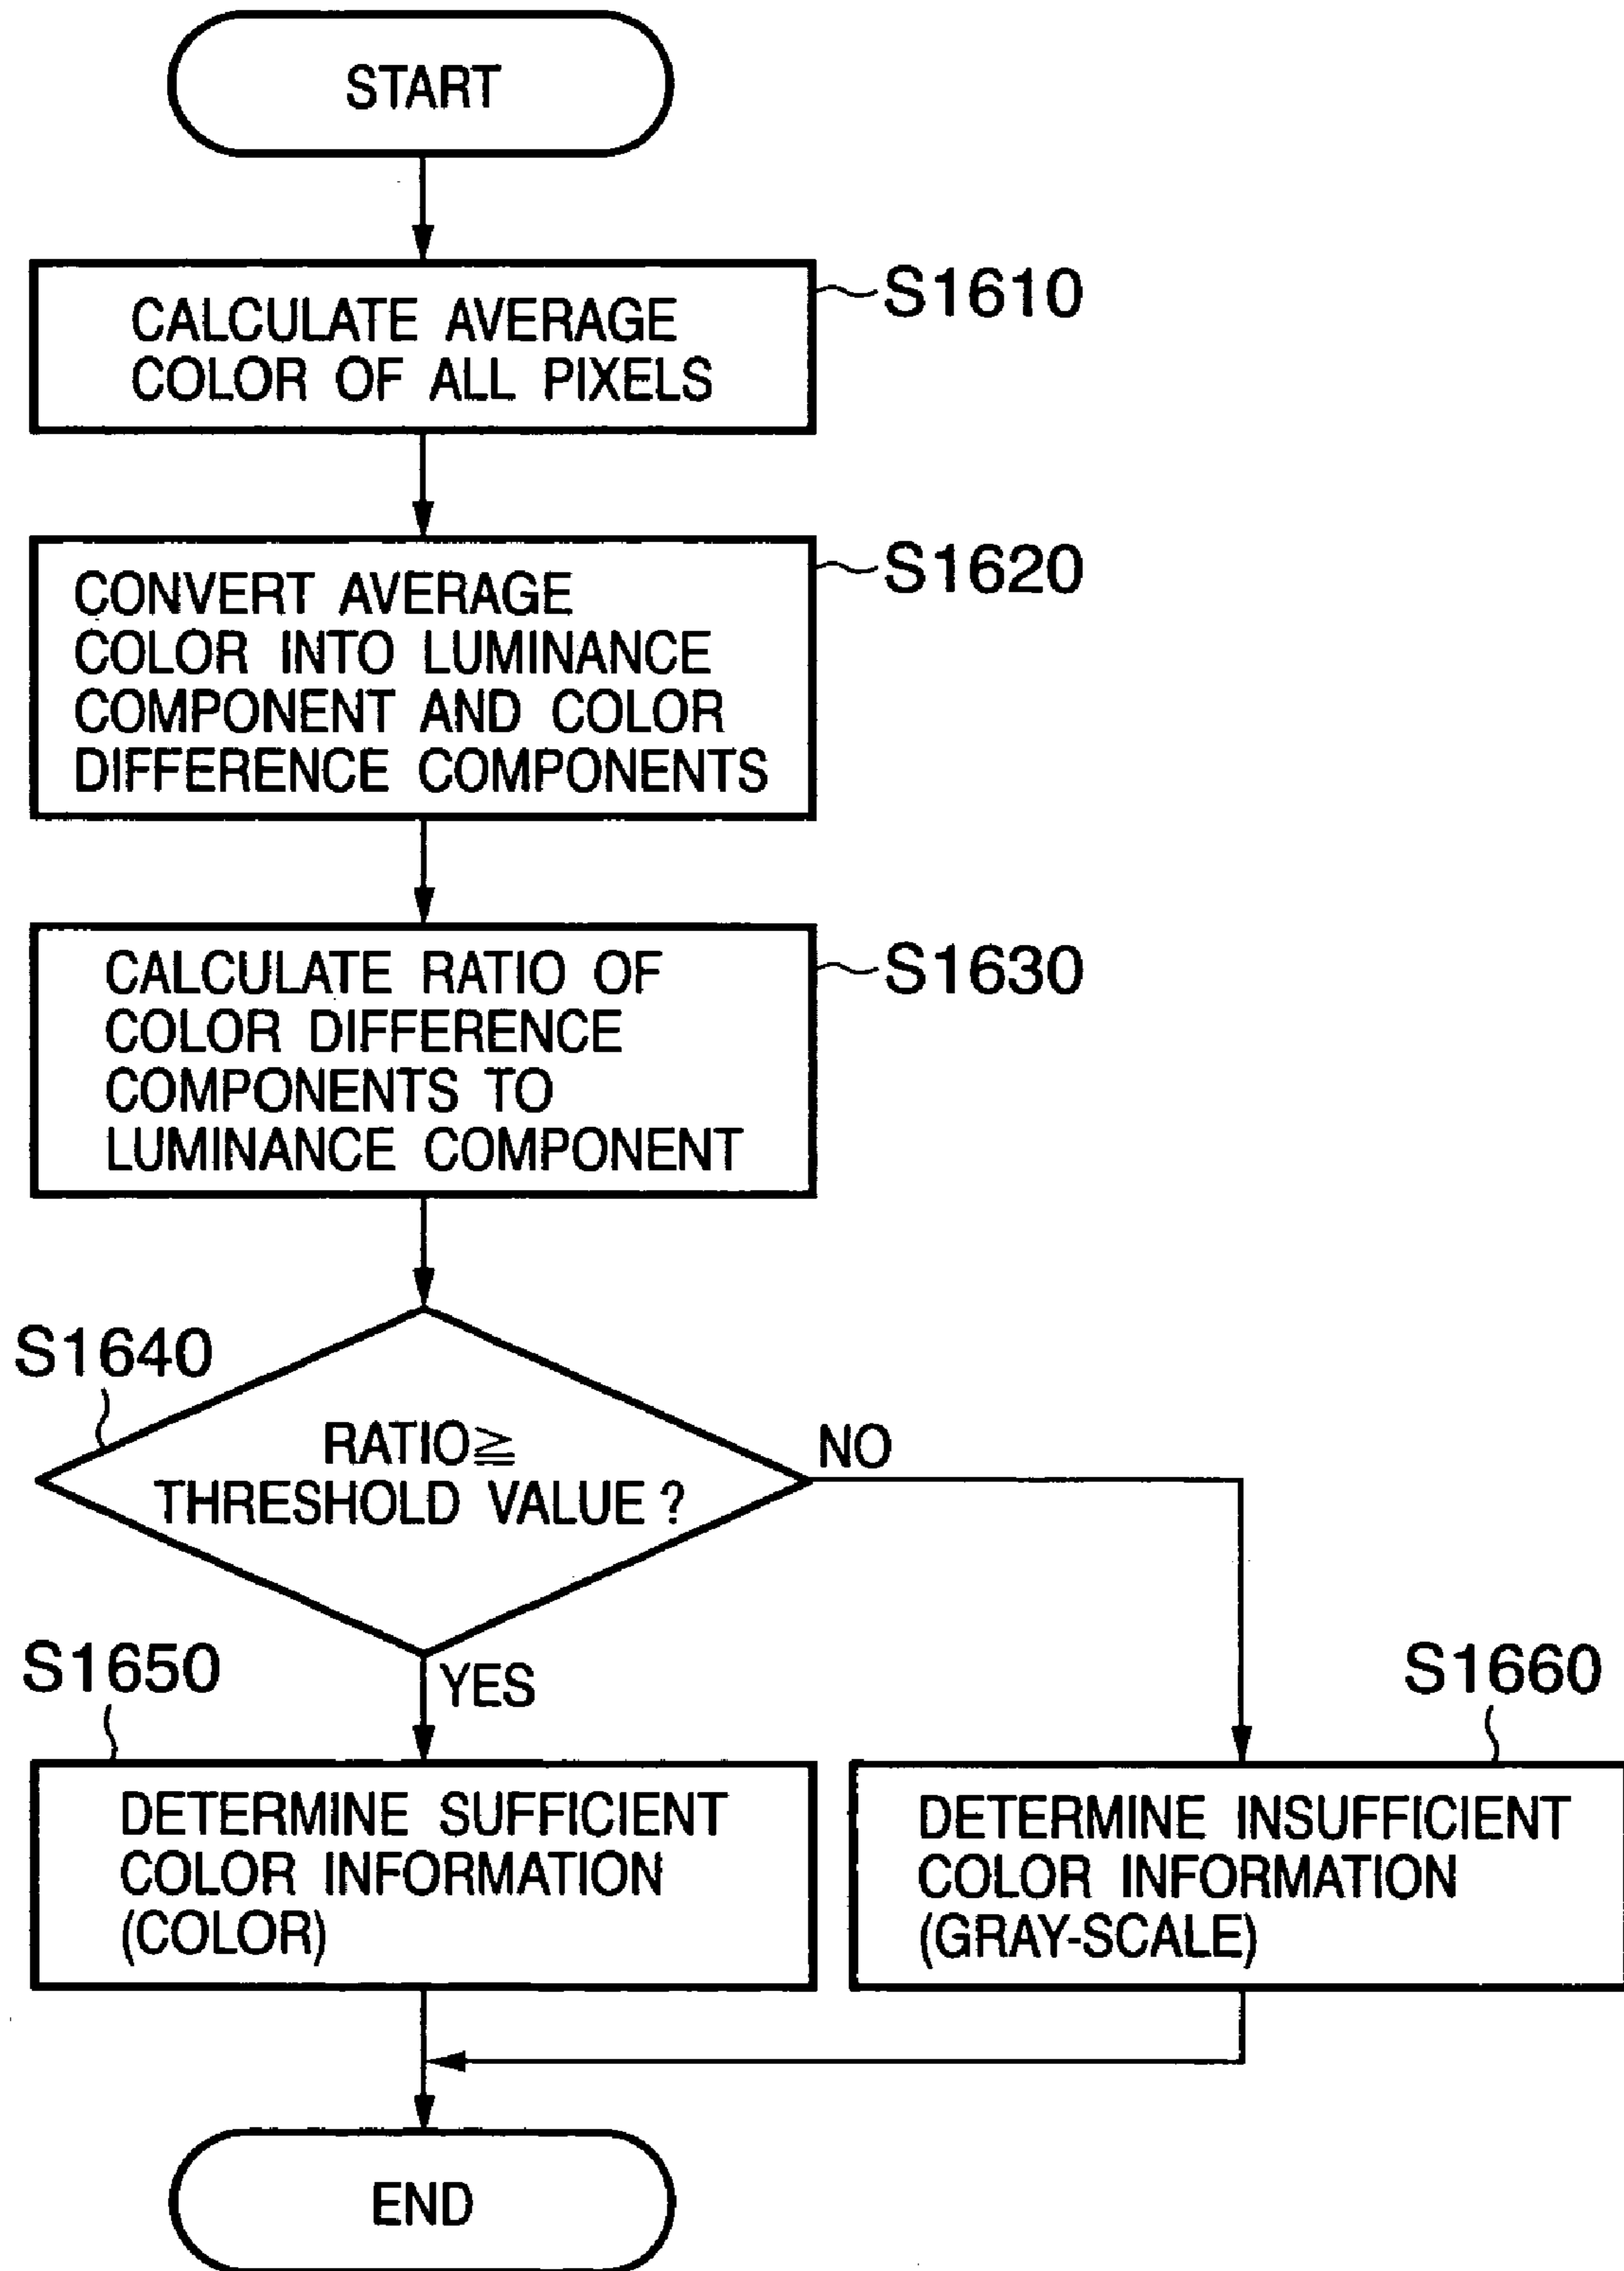 START
CALCULATE AVERAGE
COLOR OF ALL PIXELS
S1610
CONVERT AVERAGE
COLOR INTO LUMINANCE
COMPONENT AND COLOR
DIFFERENCE COMPONENTS
S1620
CALCULATE RATIO OF
COLOR DIFFERENCE
COMPONENTS TO
LUMINANCE COMPONENT
S1630
S1640
RATIO≧
THRESHOLD VALUE ?
NO
YES
S1650
DETERMINE SUFFICIENT
COLOR INFORMATION
(COLOR)
S1660
DETERMINE INSUFFICIENT
COLOR INFORMATION
(GRAY-SCALE)
END